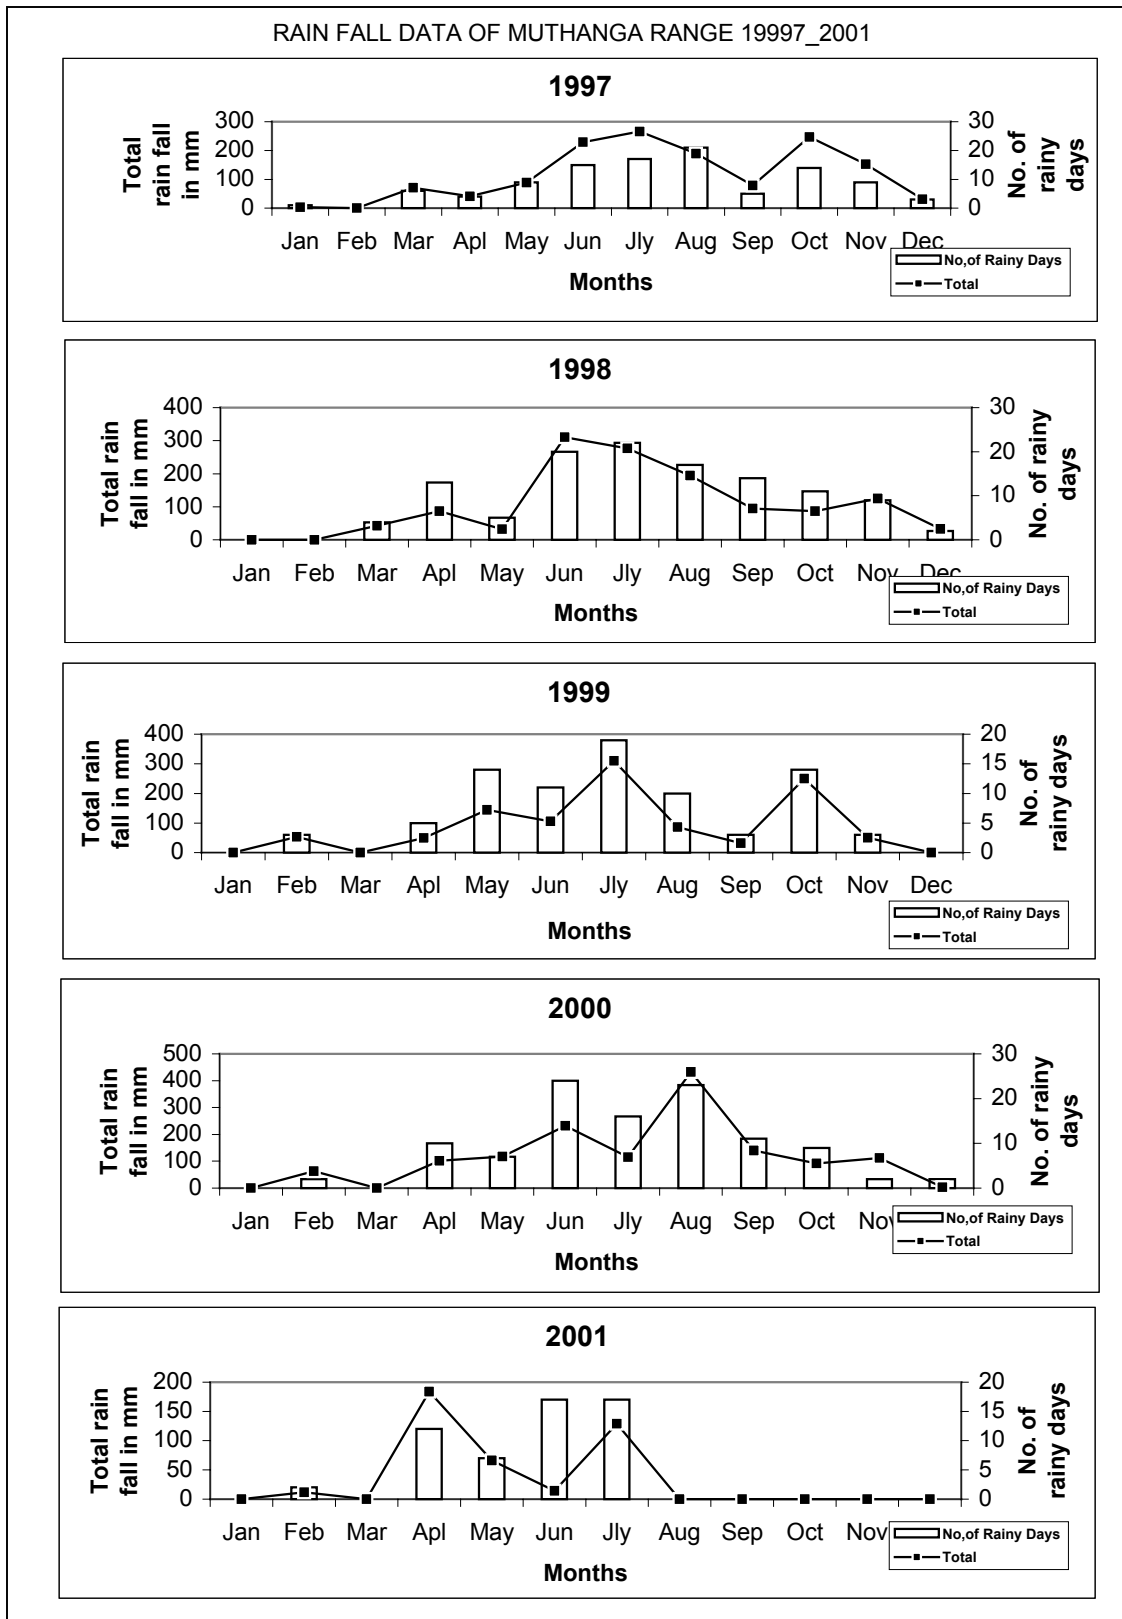 RAIN FALL DATA OF MUTHANGA RANGE 19997_2001
1997
Total
rain fall
in mm
300
200
100
0
30
20
10
0
No. of
rainy
days
Jan Feb Mar Apl May Jun Jly Aug Sep Oct Nov Dec
Months
No,of Rainy Days
Total
1998
Total rain
fall in mm
400
300
200
100
0
30
20
10
0
No. of rainy
days
Jan Feb Mar Apl May Jun Jly Aug Sep Oct Nov Dec
Months
No,of Rainy Days
Total
1999
Total rain
fall in mm
400
300
200
100
0
20
15
10
5
0
No. of
rainy days
Jan Feb Mar Apl May Jun Jly Aug Sep Oct Nov Dec
Months
No,of Rainy Days
Total
2000
Total rain
fall in mm
500
400
300
200
100
0
30
20
10
0
No. of rainy
days
Jan Feb Mar Apl May Jun Jly Aug Sep Oct Nov
Months
No,of Rainy Days
Total
2001
Total rain
fall in mm
200
150
100
50
0
20
15
10
5
0
No. of
rainy days
Jan Feb Mar Apl May Jun Jly Aug Sep Oct Nov Dec
Months
No,of Rainy Days
Total